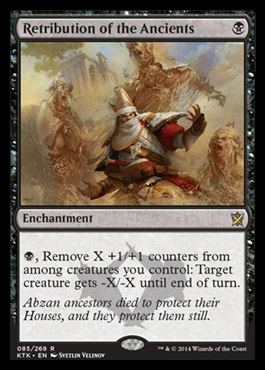 Retribution of the Ancients
Enchantment
, Remove X +1/+1 counters from
among creatures you control: Target
creature gets -X/-X until end of turn.
Abzan ancestors died to protect their
Houses, and they protect them still.
085/269 R
KTK • EN Svetlin Velinov
™ & © 2014 Wizards of the Coast